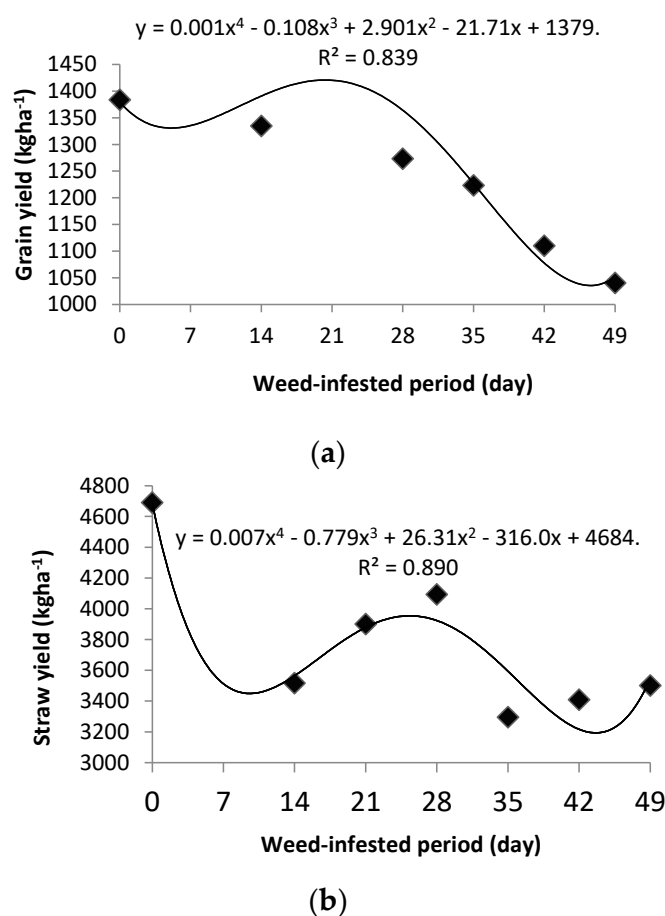 y = 0.001x⁴ - 0.108x³ + 2.901x² - 21.71x + 1379.
R² = 0.839
1450
1400
1350
1300
1250
1200
1150
1100
1050
1000
Grain yield (kgha⁻¹)
0 7 14 21 28 35 42 49
Weed-infested period (day)
(a)
4800
4600
4400
4200
4000
3800
3600
3400
3200
3000
Straw yield (kgha⁻¹)
y = 0.007x⁴ - 0.779x³ + 26.31x² - 316.0x + 4684.
R² = 0.890
0 7 14 21 28 35 42 49
Weed-infested period (day)
(b)